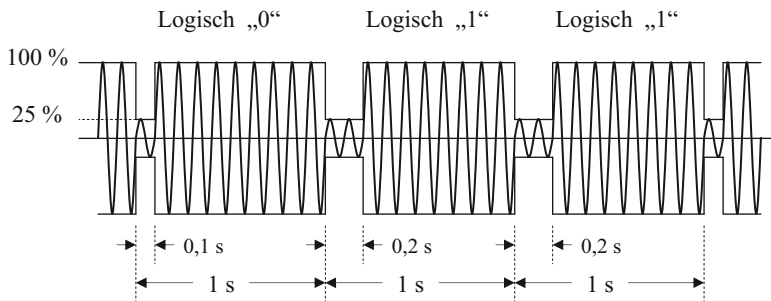 Logisch „0“ Logisch „1“ Logisch „1“
100 %
25 %
0,1 s 0,2 s 0,2 s
1 s 1 s 1 s